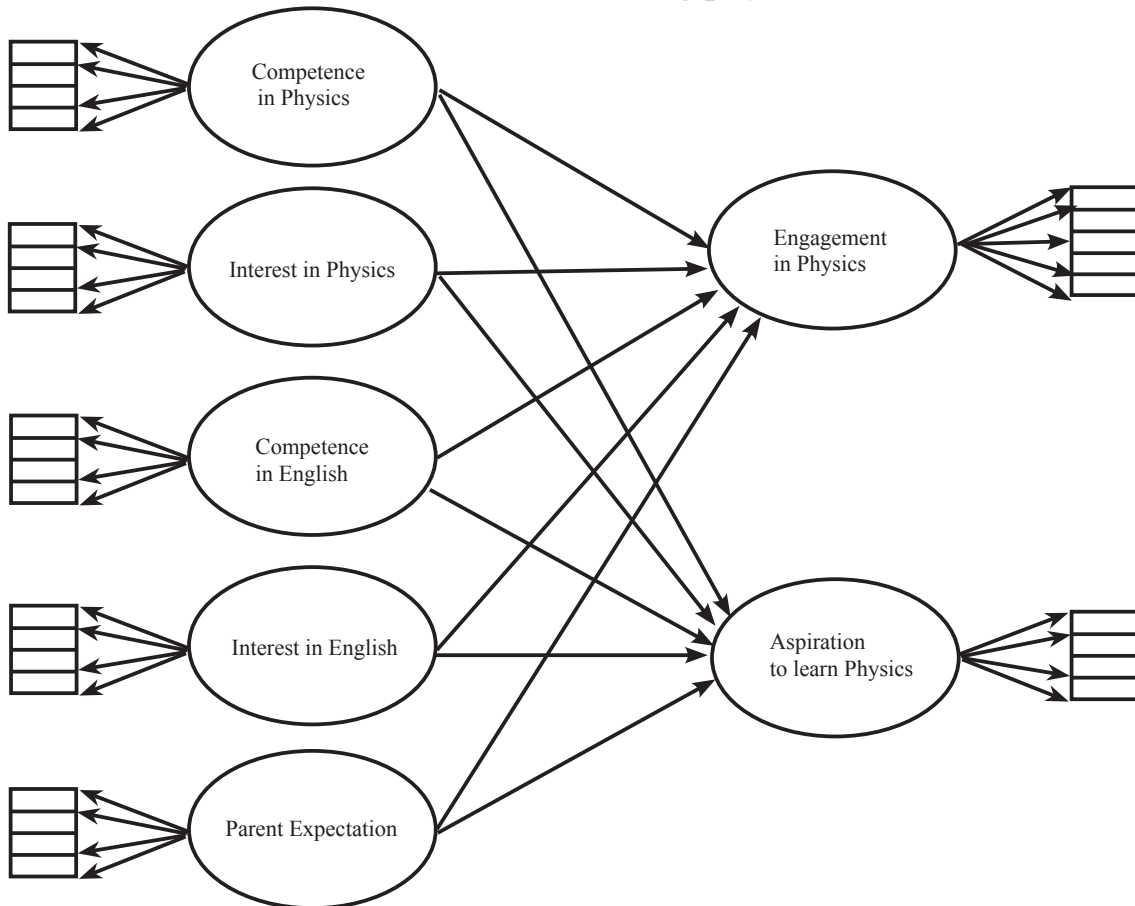 Competence
in Physics
Interest in Physics
Competence
in English
Interest in English
Parent Expectation
Engagement
in Physics
Aspiration
to learn Physics